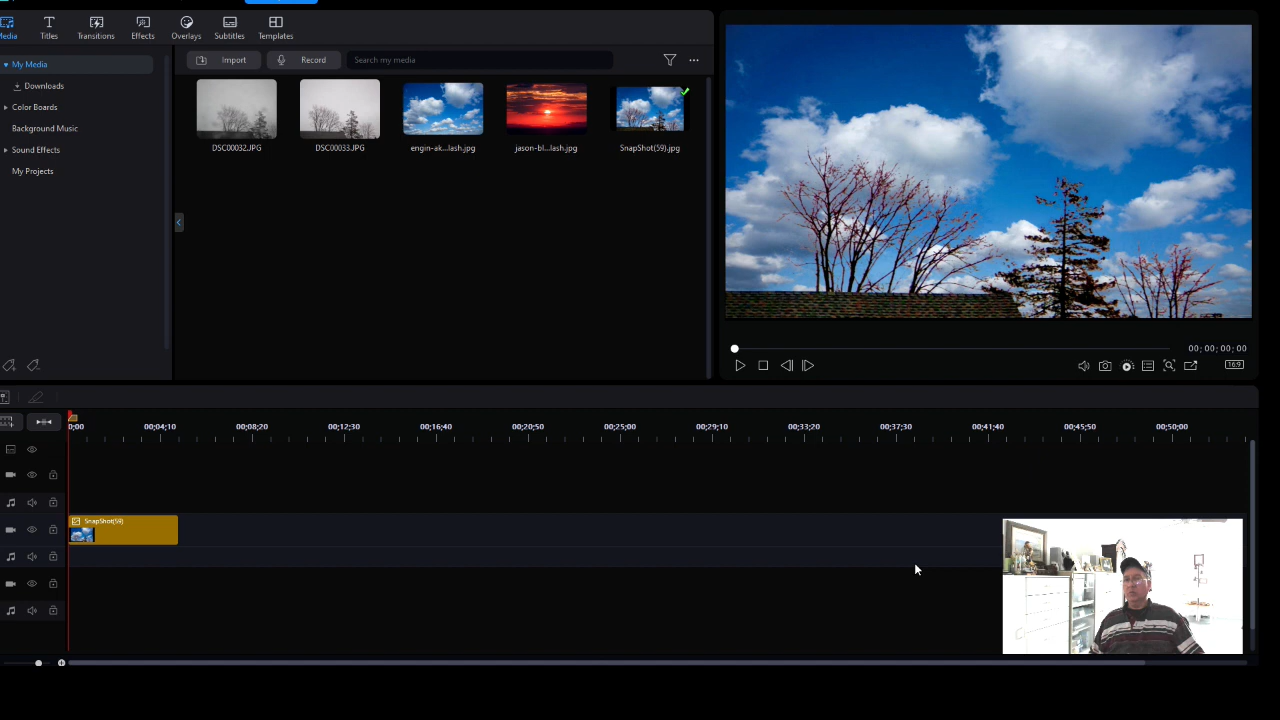 Media
Titles
Transitions
Effects
Overlays
Subtitles
Templates
My Media
Downloads
Color Boards
Background Music
Sound Effects
My Projects
Import
Record
Search my media
DSC00032.JPG
DSC00033.JPG
engin-ak...lash.jpg
jason-bl...lash.jpg
SnapShot(59).jpg
00;00;00;00
16:9
0;00
00;04;10
00;08;20
00;12;30
00;16;40
00;20;50
00;25;00
00;29;10
00;33;20
00;37;30
00;41;40
00;45;50
00;50;00
SnapShot(59)